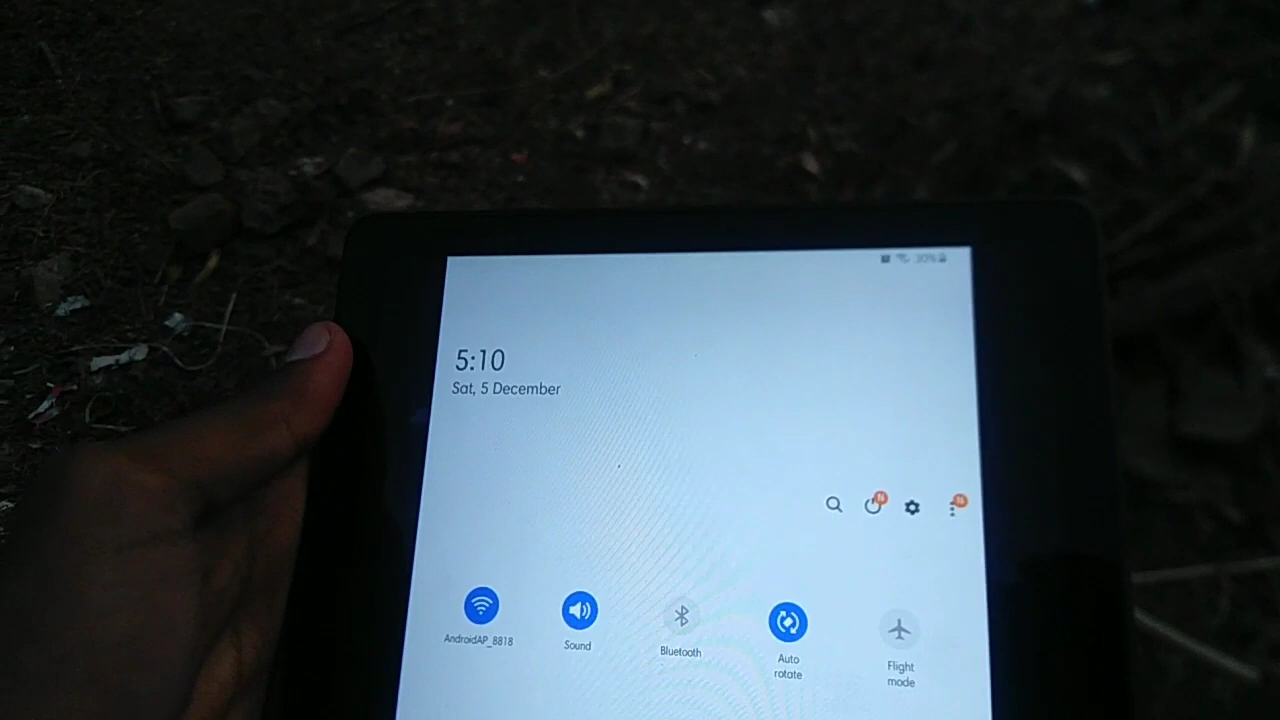 30%
5:10
Sat, 5 December
N
N
AndroidAP_8818
Sound
Bluetooth
Auto
rotate
Flight
mode